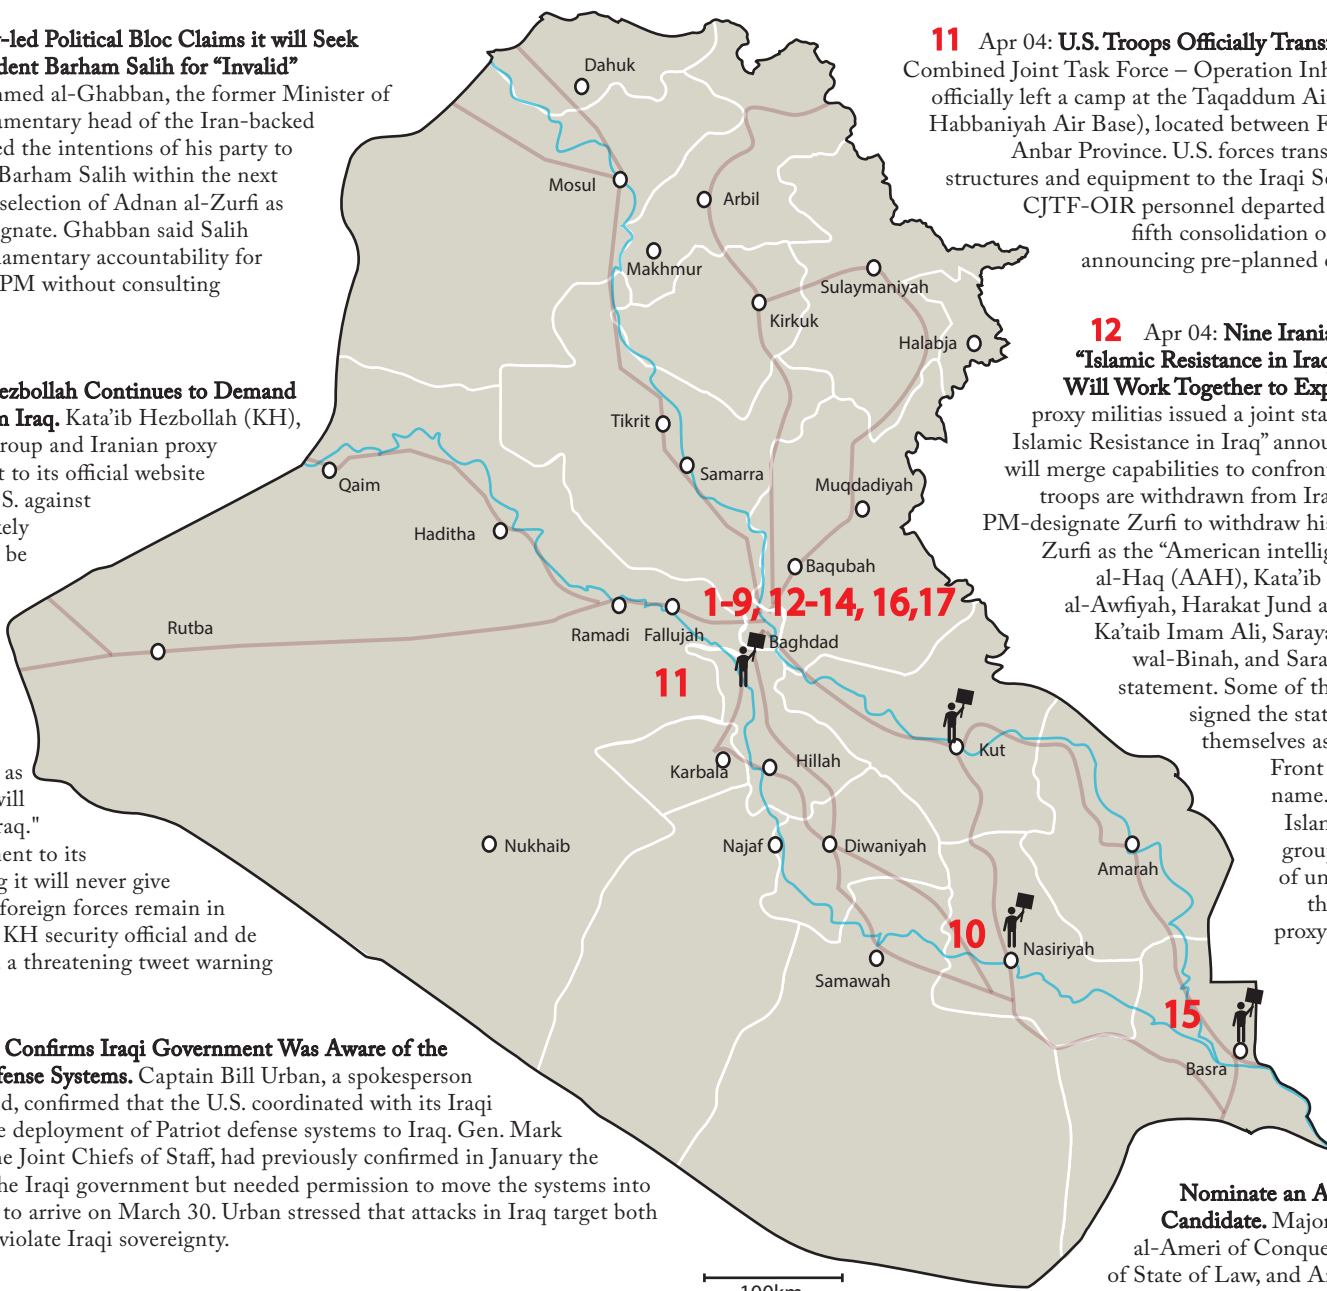 -led Political Bloc Claims it will Seek
dent Barham Salih for “Invalid”
med al-Ghabban, the former Minister of
amentary head of the Iran-backed
ed the intentions of his party to
Barham Salih within the next
selection of Adnan al-Zurfi as
gnate. Ghabban said Salih
lamentary accountability for
PM without consulting
ezbollah Continues to Demand
n Iraq. Kata’ib Hezbollah (KH),
roup and Iranian proxy
t to its official website
S. against
kely
be
as
will
raq."
ent to its
g it will never give
foreign forces remain in
KH security official and de
a threatening tweet warning
Confirms Iraqi Government Was Aware of the
fense Systems. Captain Bill Urban, a spokesperson
d, confirmed that the U.S. coordinated with its Iraqi
e deployment of Patriot defense systems to Iraq. Gen. Mark
he Joint Chiefs of Staff, had previously confirmed in January the
he Iraqi government but needed permission to move the systems into
to arrive on March 30. Urban stressed that attacks in Iraq target both
violate Iraqi sovereignty.
Dahuk
Mosul
Arbil
Makhmur
Sulaymaniyah
Kirkuk
Halabja
Tikrit
Samarra
Qaim
Muqdadiyah
Haditha
Baqubah
1-9, 12-14, 16,17
Rutba
Ramadi
Fallujah
Baghdad
11
Kut
Karbala
Hillah
Nukhaib
Najaf
Diwaniyah
Amarah
10
Nasiriyah
Samawah
15
Basra
100km
11 Apr 04: U.S. Troops Officially Trans
Combined Joint Task Force – Operation Inh
officially left a camp at the Taqaddum Ai
Habbaniyah Air Base), located between F
Anbar Province. U.S. forces trans
structures and equipment to the Iraqi Se
CJTF-OIR personnel departed
fifth consolidation o
announcing pre-planned
12 Apr 04: Nine Irania
“Islamic Resistance in Iraq
Will Work Together to Exp
proxy militias issued a joint sta
Islamic Resistance in Iraq” annou
will merge capabilities to confront
troops are withdrawn from Ira
PM-designate Zurfi to withdraw his
Zurfi as the “American intellig
al-Haq (AAH), Kata’ib
al-Awfiyah, Harakat Jund a
Ka’taib Imam Ali, Saraya
wal-Binah, and Sara
statement. Some of th
signed the stat
themselves as
Front
name.
Islan
group
of un
th
proxy
Nominate an A
Candidate. Major
al-Ameri of Conque
of State of Law, and A